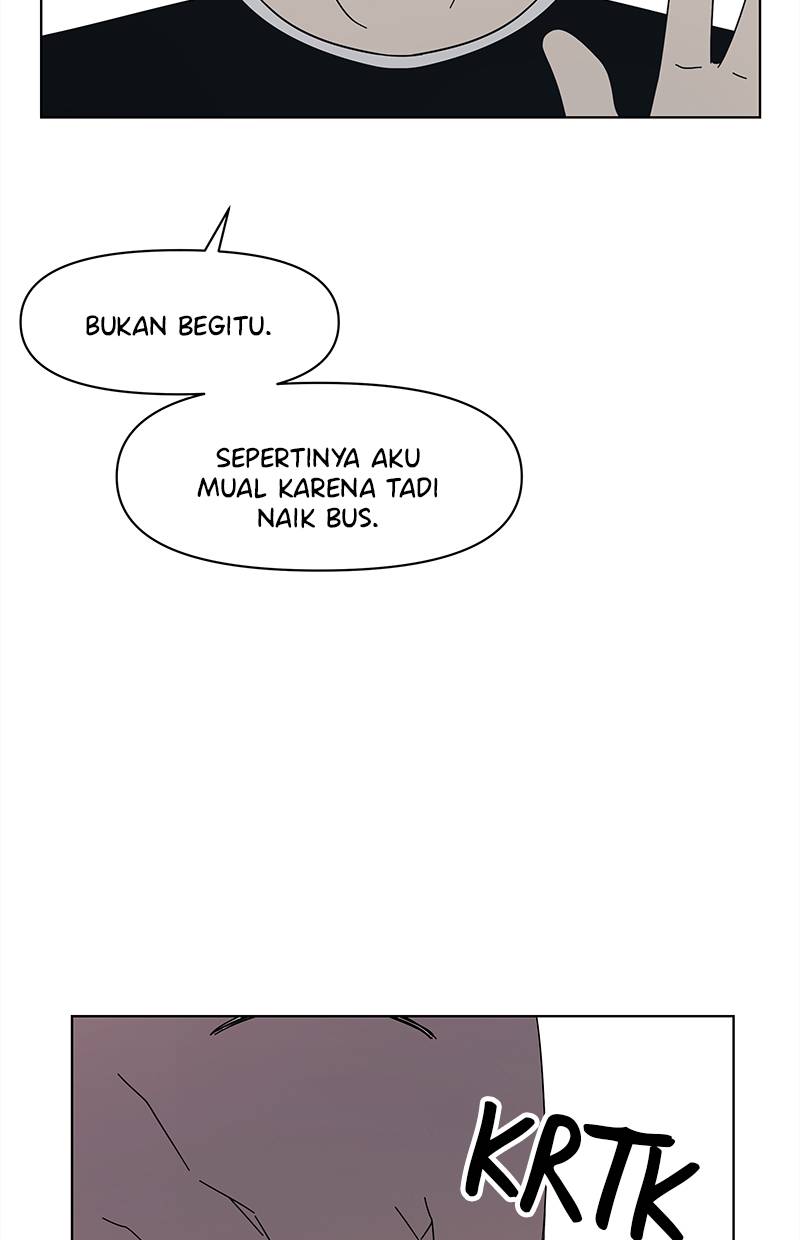 BUKAN BEGITU.
SEPERTINYA AKU
MUAL KARENA TADI
NAIK BUS.
KRTK